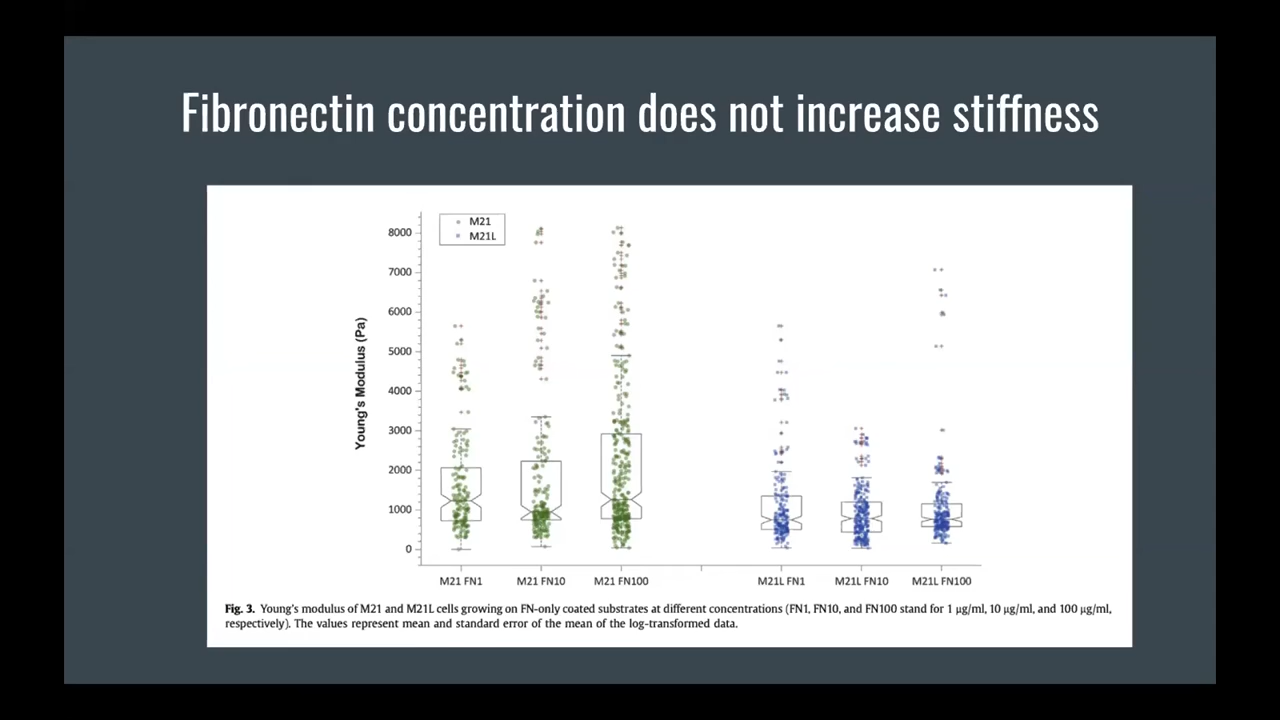 Fibronectin concentration does not increase stiffness
M21
M21L
8000
7000
6000
5000
4000
3000
2000
1000
0
Young's Modulus (Pa)
M21 FN1
M21 FN10
M21 FN100
M21L FN1
M21L FN10
M21L FN100
Fig. 3. Young's modulus of M21 and M21L cells growing on FN-only coated substrates at different concentrations (FN1, FN10, and FN100 stand for 1 μg/ml, 10 μg/ml, and 100 μg/ml,
respectively). The values represent mean and standard error of the mean of the log-transformed data.